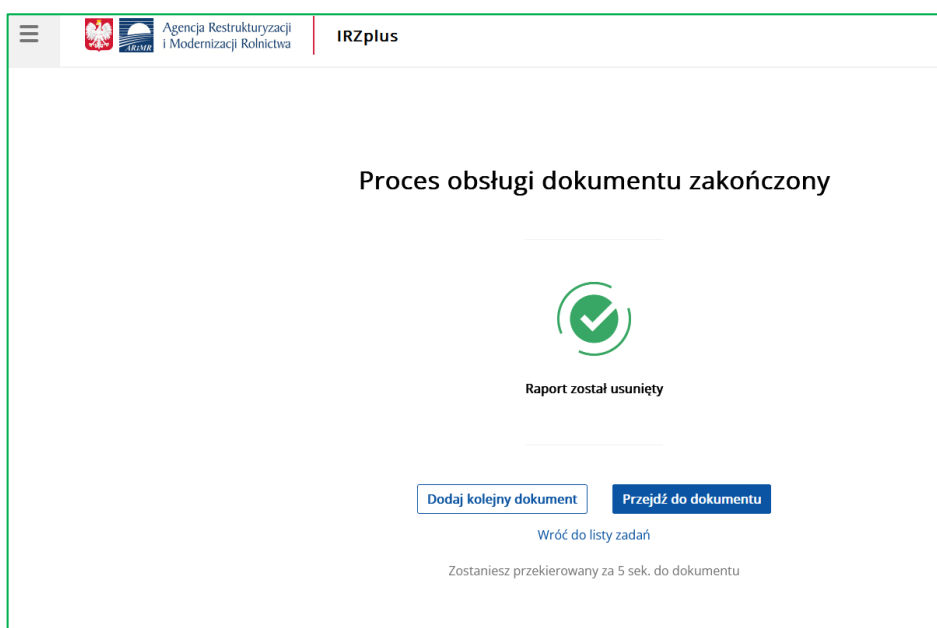 Agencja Restrukturyzacji
i Modernizacji Rolnictwa
IRZplus
ARiMR
Proces obsługi dokumentu zakończony
Raport został usunięty
Dodaj kolejny dokument
Przejdź do dokumentu
Wróć do listy zadań
Zostaniesz przekierowany za 5 sek. do dokumentu